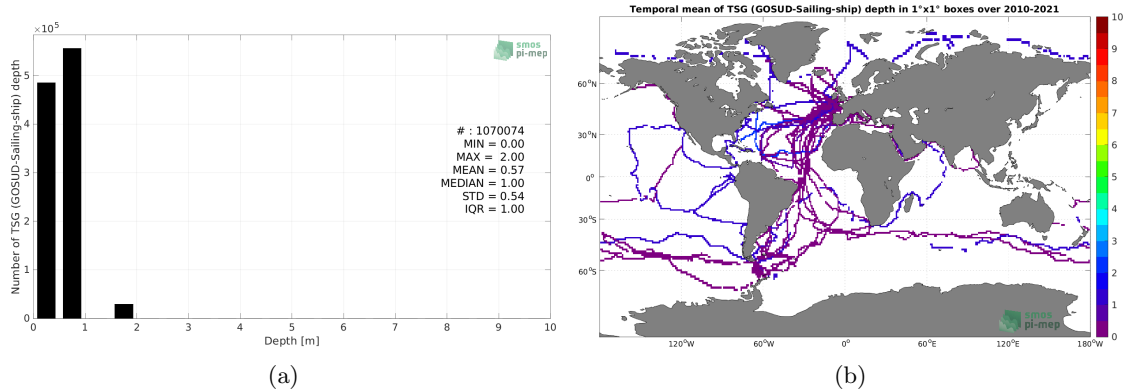 ×10⁵
smos
pi-mep
Number of TSG (GOSUD-Sailing-ship) depth
5
4
3
2
1
0
# : 1070074
MIN = 0.00
MAX = 2.00
MEAN = 0.57
MEDIAN = 1.00
STD = 0.54
IQR = 1.00
0 1 2 3 4 5 6 7 8 9 10
Depth [m]
(a)
Temporal mean of TSG (GOSUD-Sailing-ship) depth in 1°x1° boxes over 2010-2021
60°N
30°N
15°N
0°
15°S
30°S
60°S
120°W 60°W 0° 60°E 120°E 180°W
smos
pi-mep
10
9
8
7
6
5
4
3
2
1
0
(b)